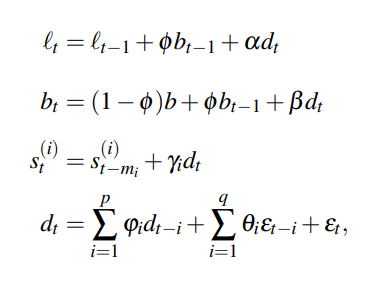 ℓ_t = ℓ_{t−1} + ϕb_{t−1} + αd_t
b_t = (1 − ϕ)b + ϕb_{t−1} + βd_t
s_t^{(i)} = s_{t−m_i}^{(i)} + γ_i d_t
d_t = ∑_{i=1}^{p} φ_i d_{t−i} + ∑_{i=1}^{q} θ_i ε_{t−i} + ε_t,